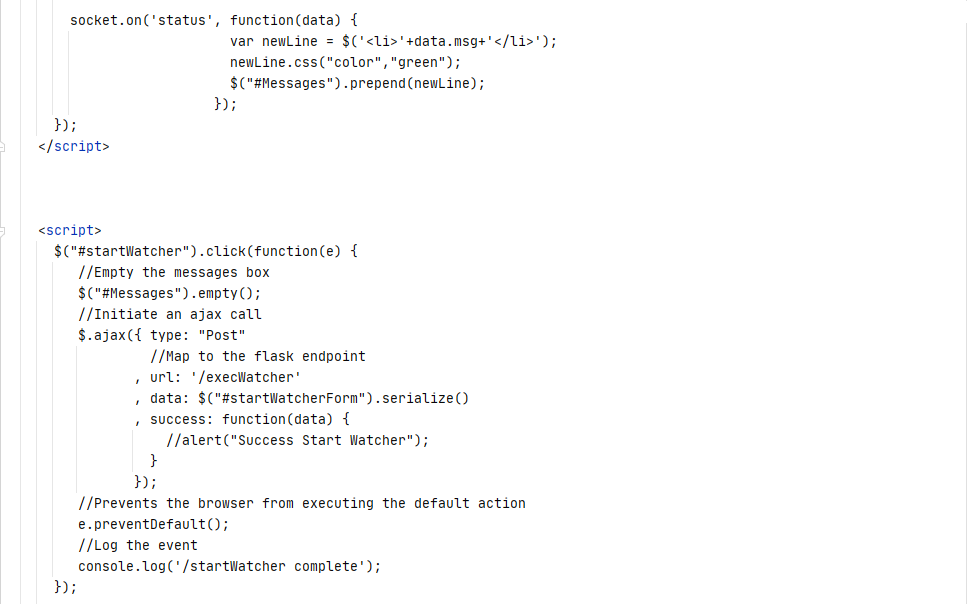 socket.on('status', function(data) {
var newLine = $('<li>'+data.msg+'</li>');
newLine.css("color","green");
$("#Messages").prepend(newLine);
});
});
</script>
<script>
$("#startWatcher").click(function(e) {
//Empty the messages box
$("#Messages").empty();
//Initiate an ajax call
$.ajax({ type: "Post"
//Map to the flask endpoint
, url: '/execWatcher'
, data: $("#startWatcherForm").serialize()
, success: function(data) {
//alert("Success Start Watcher");
}
});
//Prevents the browser from executing the default action
e.preventDefault();
//Log the event
console.log('/startWatcher complete');
});